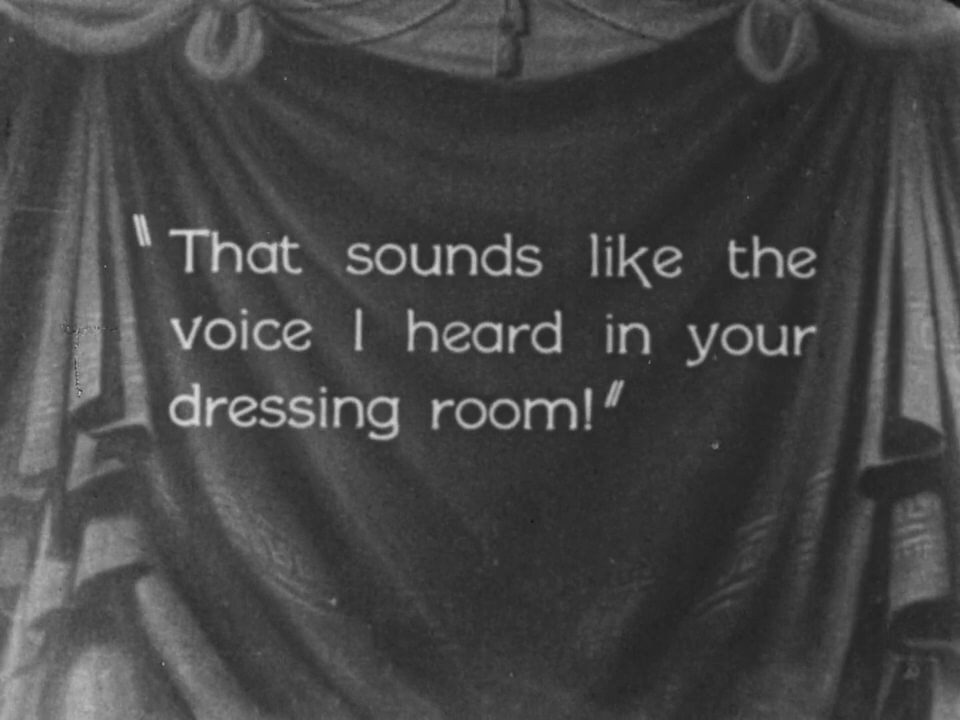 "That sounds like the
voice I heard in your
dressing room!"